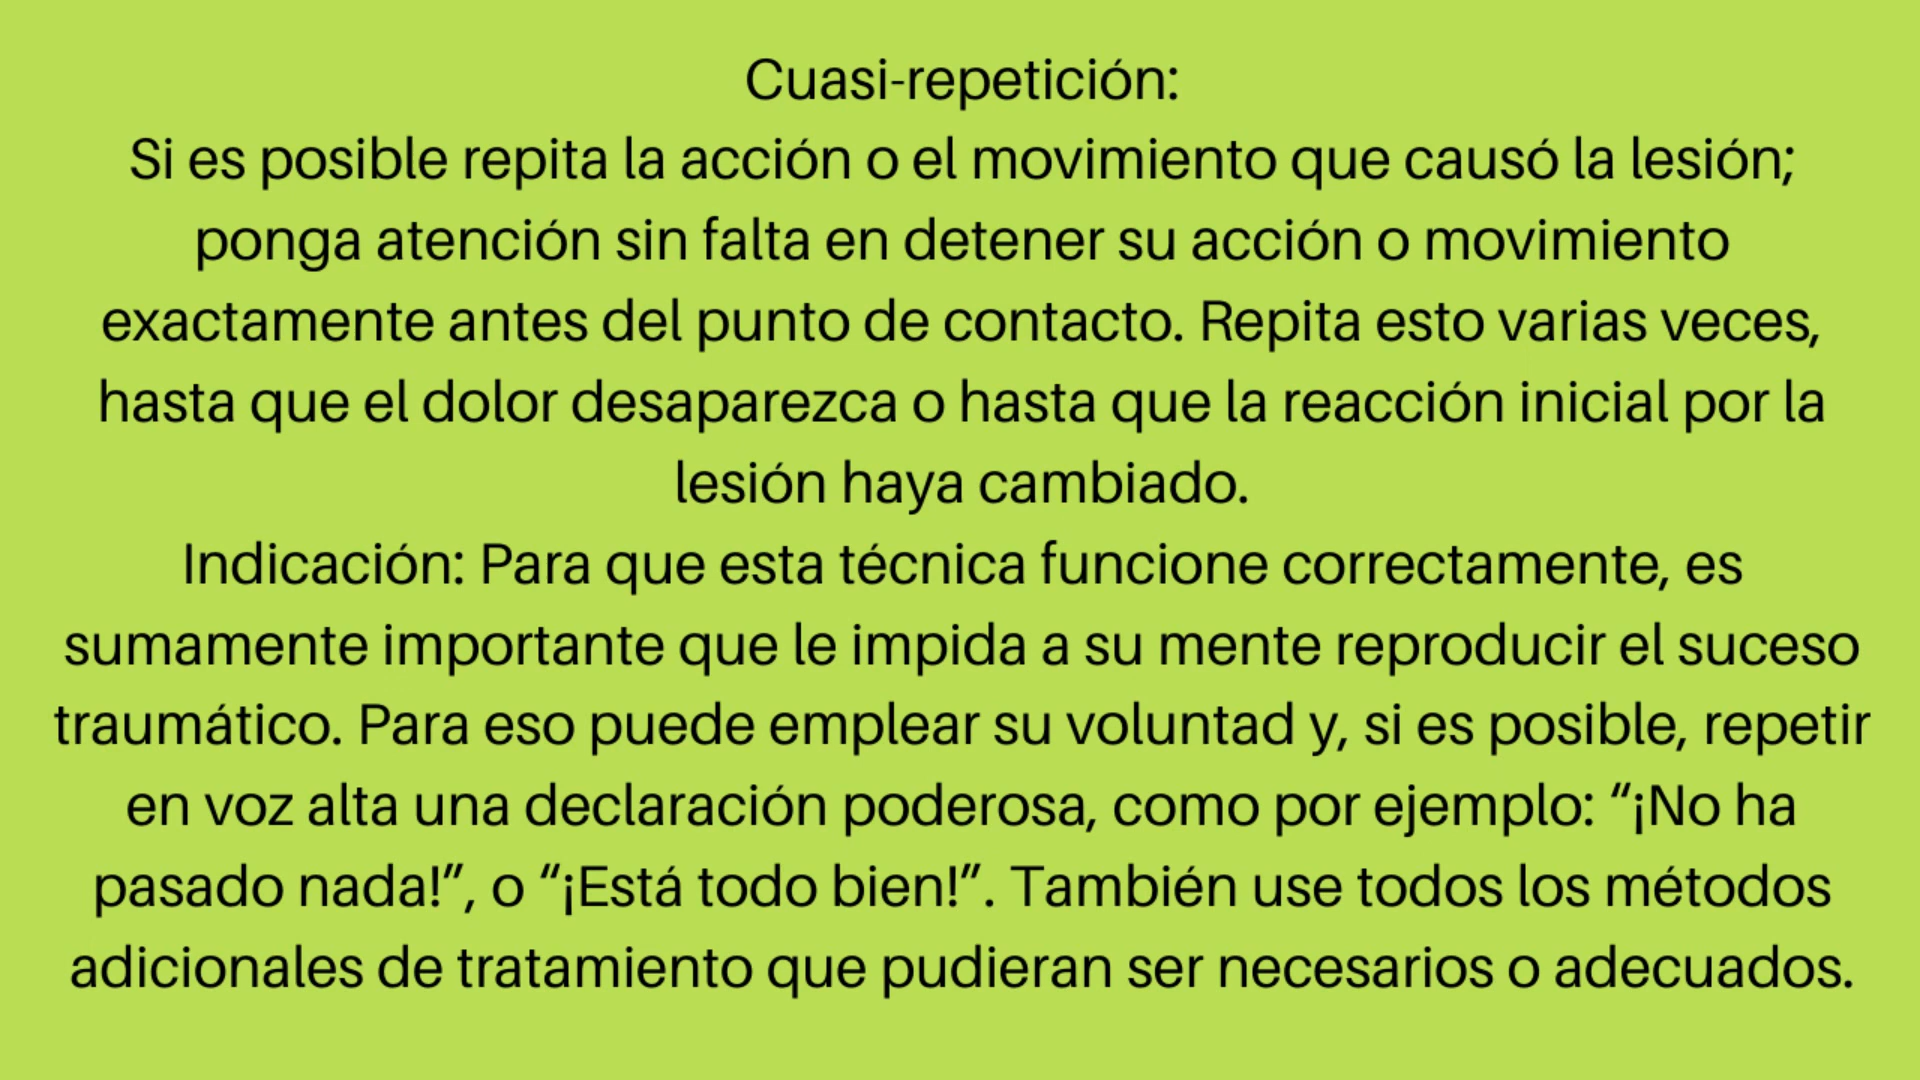 Cuasi-repetición:
Si es posible repita la acción o el movimiento que causó la lesión;
ponga atención sin falta en detener su acción o movimiento
exactamente antes del punto de contacto. Repita esto varias veces,
hasta que el dolor desaparezca o hasta que la reacción inicial por la
lesión haya cambiado.
Indicación: Para que esta técnica funcione correctamente, es
sumamente importante que le impida a su mente reproducir el suceso
traumático. Para eso puede emplear su voluntad y, si es posible, repetir
en voz alta una declaración poderosa, como por ejemplo: “¡No ha
pasado nada!”, o “¡Está todo bien!”. También use todos los métodos
adicionales de tratamiento que pudieran ser necesarios o adecuados.